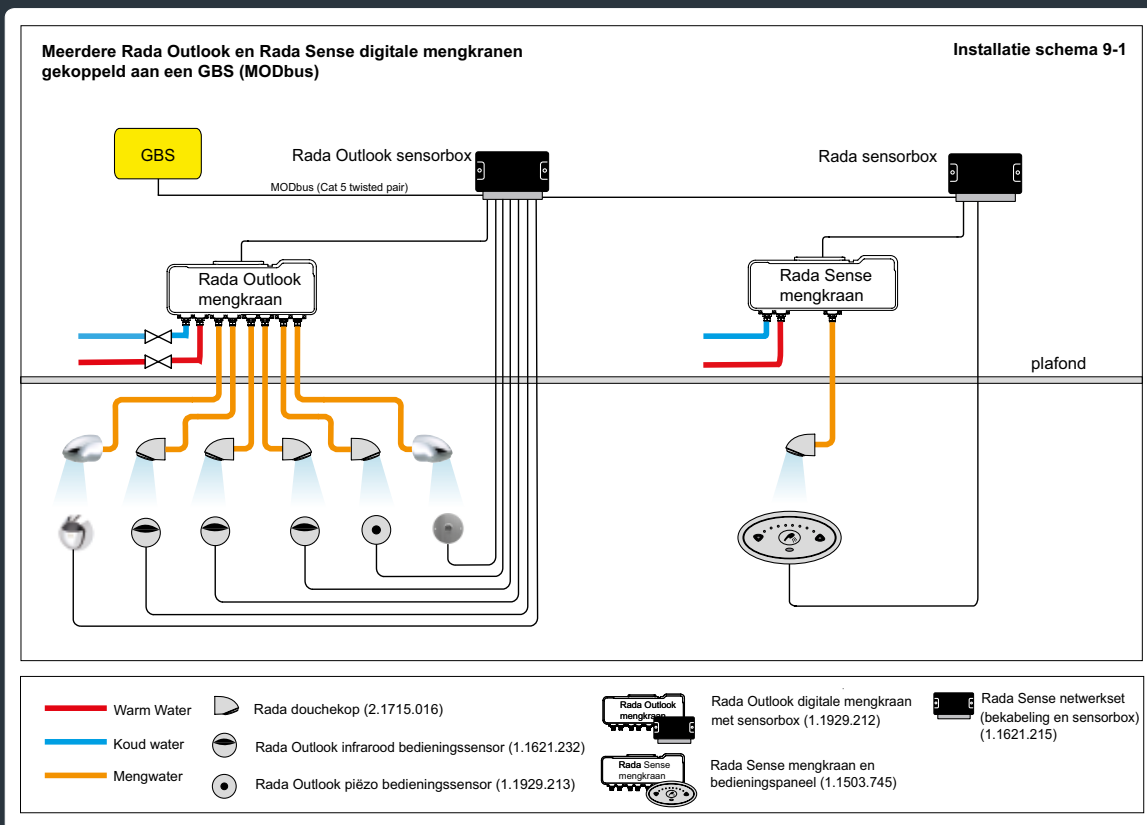 Meerdere Rada Outlook en Rada Sense digitale mengkranen
gekoppeld aan een GBS (MODbus)
Installatie schema 9-1
GBS
Rada Outlook sensorbox
Rada sensorbox
MODbus (Cat 5 twisted pair)
Rada Outlook
mengkraan
Rada Sense
mengkraan
plafond
Warm Water
Koud water
Mengwater
Rada douchekop (2.1715.016)
Rada Outlook infrarood bedieningssensor (1.1621.232)
Rada Outlook piëzo bedieningssensor (1.1929.213)
Rada Outlook
mengkraan
Rada Outlook digitale mengkraan
met sensorbox (1.1929.212)
Rada Sense
mengkraan
Rada Sense mengkraan en
bedieningspaneel (1.1503.745)
Rada Sense netwerkset
(bekabeling en sensorbox)
(1.1621.215)